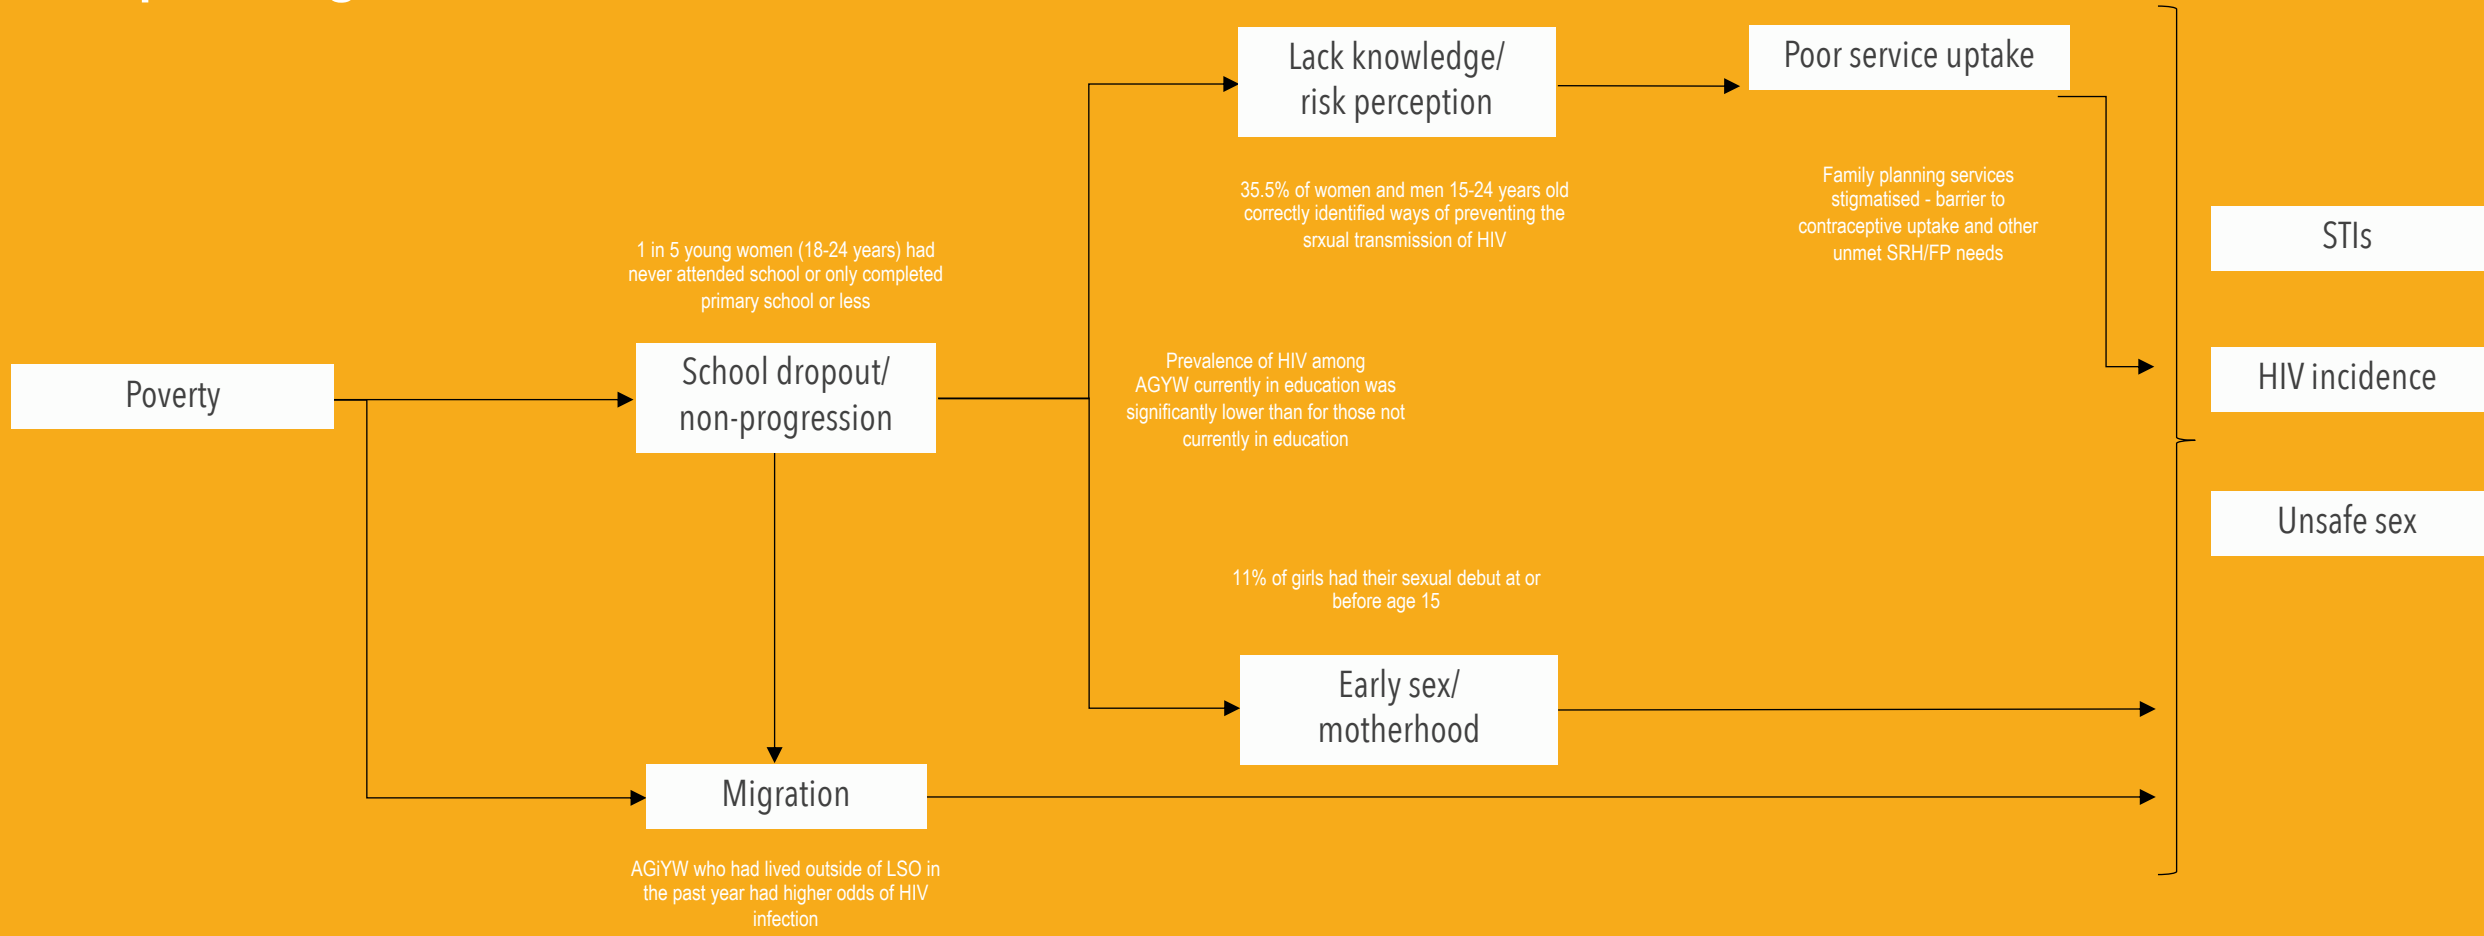 Lack knowledge/
risk perception
Poor service uptake
35.5% of women and men 15-24 years old
correctly identified ways of preventing the
srxual transmission of HIV
Family planning services
stigmatised - barrier to
contraceptive uptake and other
unmet SRH/FP needs
STIs
1 in 5 young women (18-24 years) had
never attended school or only completed
primary school or less
Poverty
School dropout/
non-progression
Prevalence of HIV among
AGYW currently in education was
significantly lower than for those not
currently in education
HIV incidence
Unsafe sex
11% of girls had their sexual debut at or
before age 15
Early sex/
motherhood
Migration
AGiYW who had lived outside of LSO in
the past year had higher odds of HIV
infection